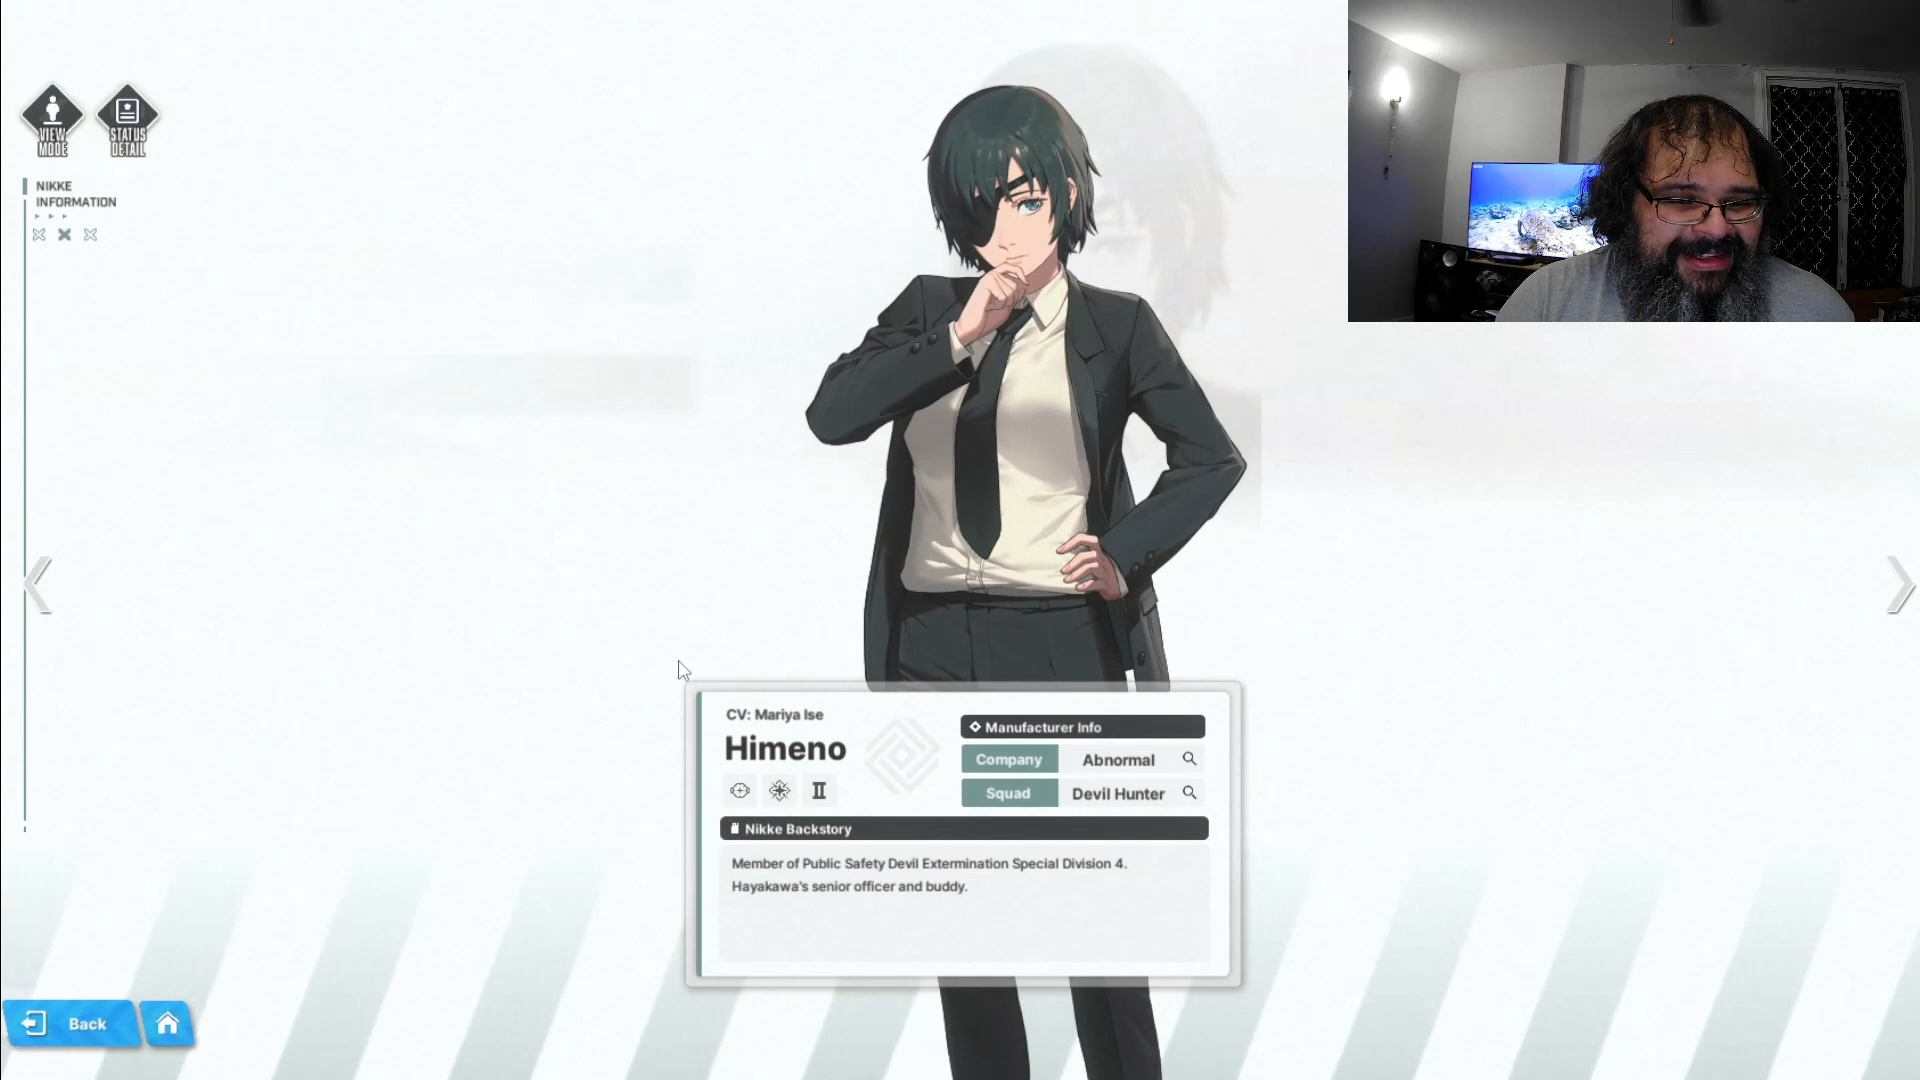 VIEW
MODE
STATUS
DETAIL
NIKKE
INFORMATION
CV: Mariya Ise
Himeno
II
Manufacturer Info
Company Abnormal
Squad Devil Hunter
Nikke Backstory
Member of Public Safety Devil Extermination Special Division 4.
Hayakawa's senior officer and buddy.
Back